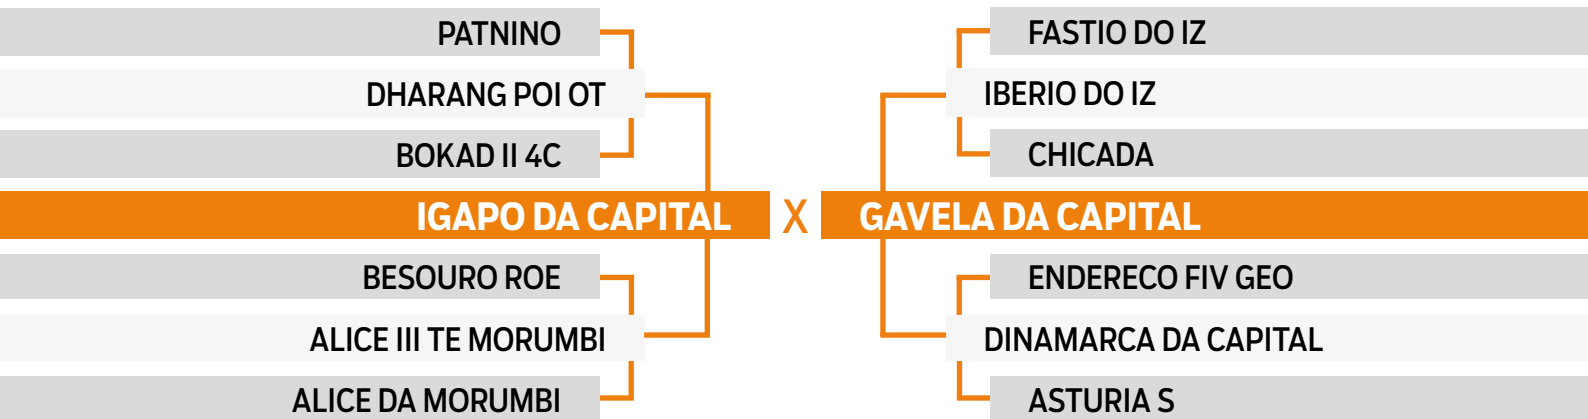 PATNINO
DHARANG POI OT
BOKAD II 4C
IGAPO DA CAPITAL X GAVELA DA CAPITAL
BESOURO ROE
ALICE III TE MORUMBI
ALICE DA MORUMBI
FASTIO DO IZ
IBERIO DO IZ
CHICADA
ENDERECO FIV GEO
DINAMARCA DA CAPITAL
ASTURIA S